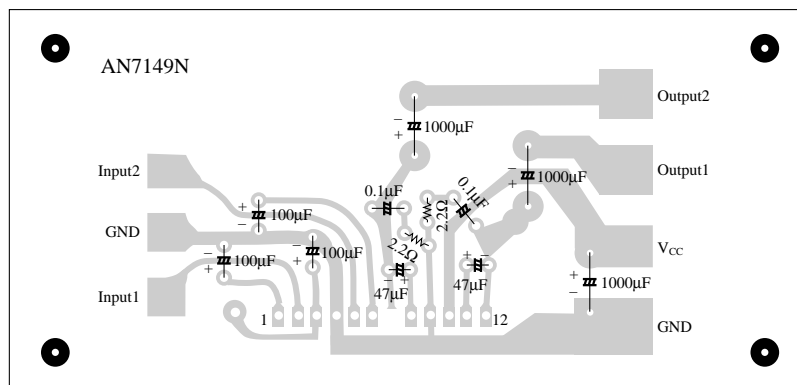 AN7149N
Output2
−
+
1000µF
Input2
0.1µF
0.1µF
−
+
1000µF
Output1
+
−
100µF
2.2Ω
GND
2.2Ω
−
+
100µF
−
+
100µF
−
+
47µF
+
−
47µF
VCC
+
−
1000µF
Input1
1
12
GND